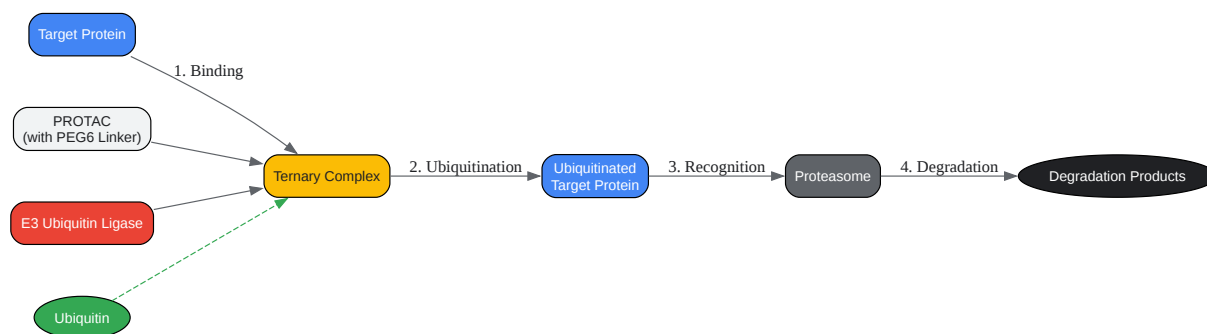 Target Protein
1. Binding
PROTAC
(with PEG6 Linker)
Ternary Complex
2. Ubiquitination
Ubiquitinated
Target Protein
3. Recognition
Proteasome
4. Degradation
Degradation Products
E3 Ubiquitin Ligase
Ubiquitin